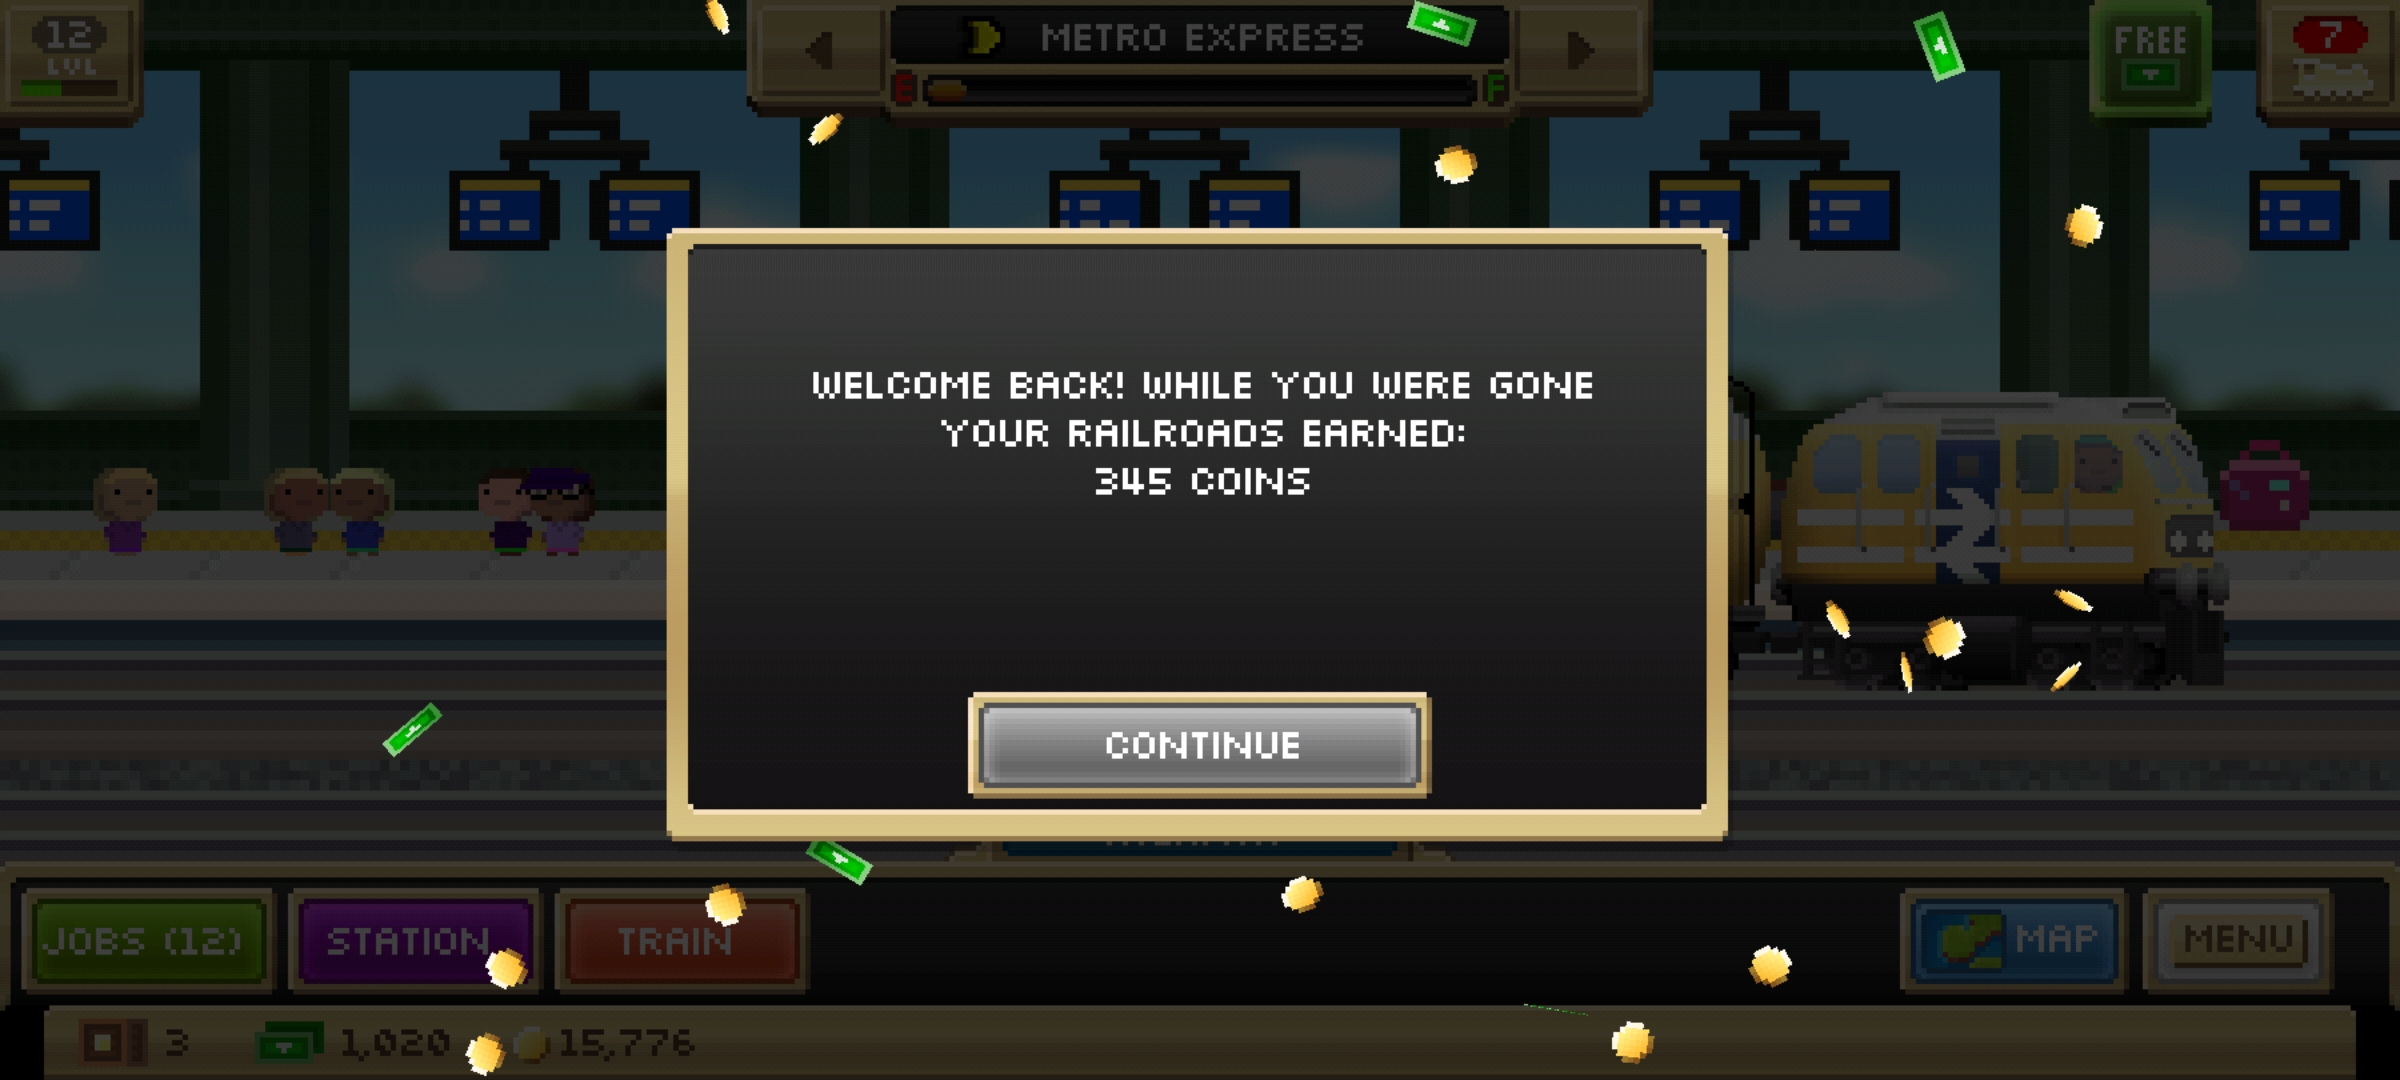 12
LVL
METRO EXPRESS
E
F
FREE
7
WELCOME BACK! WHILE YOU WERE GONE
YOUR RAILROADS EARNED:
345 COINS
CONTINUE
JOBS (12)
STATION
TRAIN
MAP
MENU
3
1,020
15,776